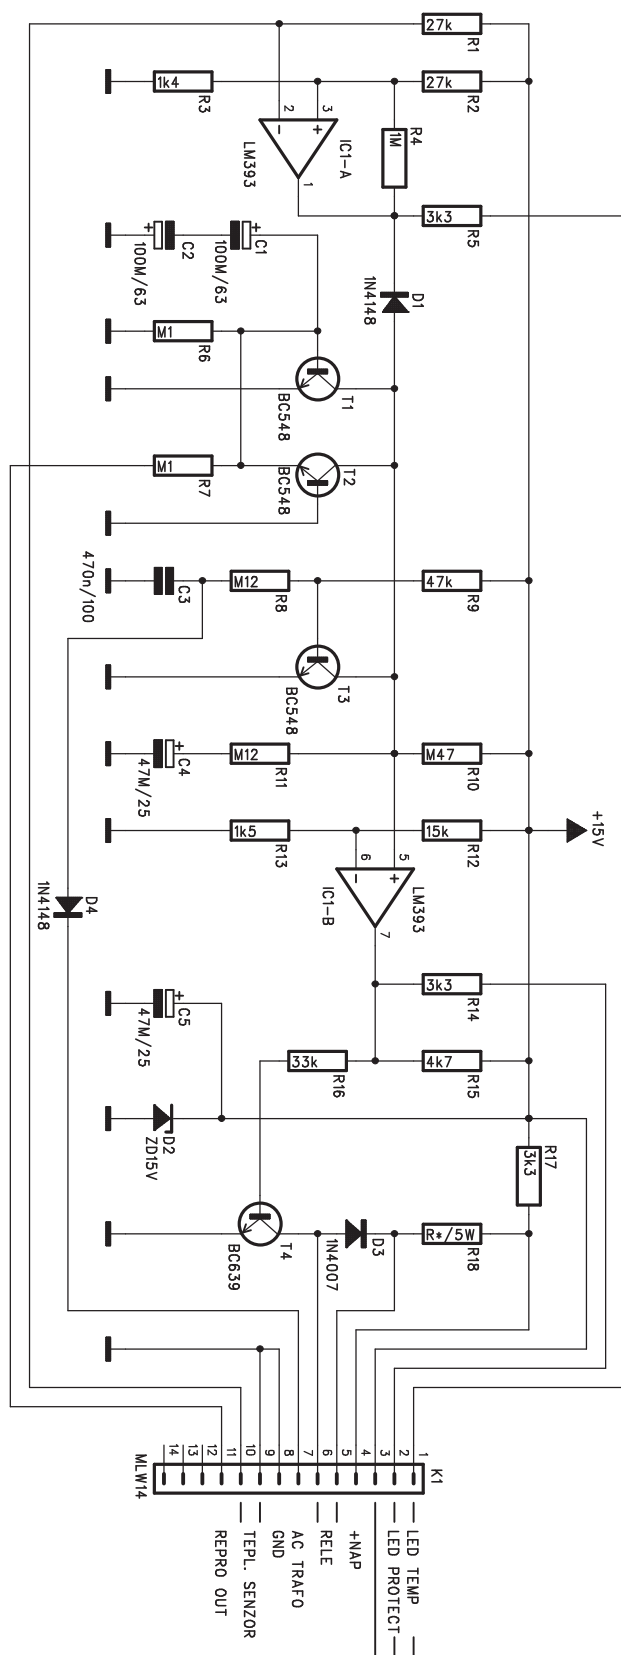 27k
R1
1k4
R3
27k
R2
2
3
IC1-A
LM393
1
R4
1M
3k3
R5
C2
100M/63
C1
100M/63
D1
1N4148
M1
R6
T1
BC548
M1
R7
T2
BC548
470n/100
C3
M12
R8
47k
R9
T3
BC548
C4
47M/25
M12
R11
M47
R10
1k5
R13
15k
R12
+15V
6
5
IC1-B
LM393
7
D4
1N4148
3k3
R14
C5
47M/25
33k
R16
4k7
R15
D2
ZD15V
R17
3k3
T4
BC639
D3
1N4007
R*/5W
R18
14
13
12
11
10
9
8
7
6
5
4
3
2
1
MLW14
K1
LED TEMP
LED PROTECT
+NAP
RELE
AC TRAFO
GND
TEPL. SENZOR
REPRO OUT